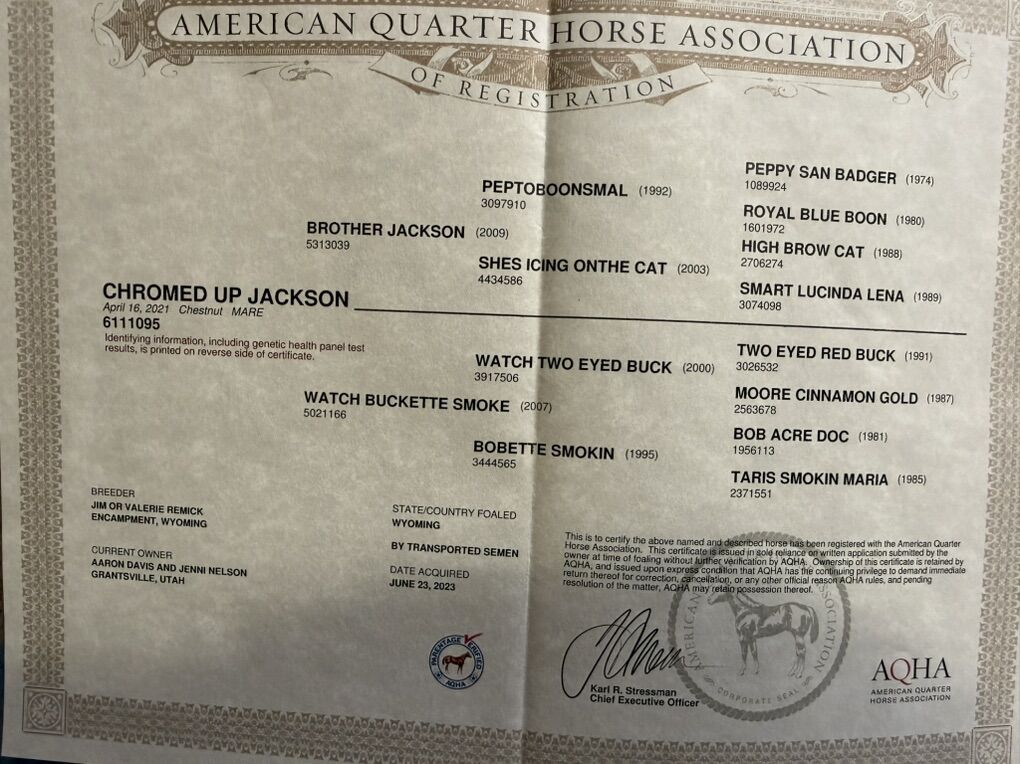 AMERICAN QUARTER HORSE ASSOCIATION
OF REGISTRATION
PEPPY SAN BADGER (1974)
1089924
PEPTOBOONSMAL (1992)
3097910
ROYAL BLUE BOON (1980)
1601972
BROTHER JACKSON (2009)
5313039
HIGH BROW CAT (1988)
2706274
SHES ICING ONTHE CAT (2003)
4434586
SMART LUCINDA LENA (1989)
3074098
CHROMED UP JACKSON
April 16, 2021 Chestnut MARE
6111095
Identifying information, including genetic health panel test
results, is printed on reverse side of certificate.
TWO EYED RED BUCK (1991)
3026532
WATCH TWO EYED BUCK (2000)
3917506
MOORE CINNAMON GOLD (1987)
2563678
WATCH BUCKETTE SMOKE (2007)
5021166
BOB ACRE DOC (1981)
1956113
BOBETTE SMOKIN (1995)
3444565
TARIS SMOKIN MARIA (1985)
2371551
BREEDER
JIM OR VALERIE REMICK
ENCAMPMENT, WYOMING
CURRENT OWNER
AARON DAVIS AND JENNI NELSON
GRANTSVILLE, UTAH
STATE/COUNTRY FOALED
WYOMING
BY TRANSPORTED SEMEN
DATE ACQUIRED
JUNE 23, 2023
This is to certify the above named and described horse has been registered with the American Quarter
Horse Association. This certificate is issued in sole reliance on written application submitted by the
owner at time of foaling without further verification by AQHA. Ownership of this certificate is retained by
AQHA, and issued upon express condition that AQHA has the continuing privilege to demand immediate
return thereof for correction, cancellation, or any other official reason AQHA rules, and pending
resolution of the matter, AQHA may retain possession thereof.
PARENTAGE VERIFIED
AQHA
Karl R. Stressman
Chief Executive Officer
AMERICAN ASSOCIATION
CORPORATE SEAL
AQHA
AMERICAN QUARTER
HORSE ASSOCIATION